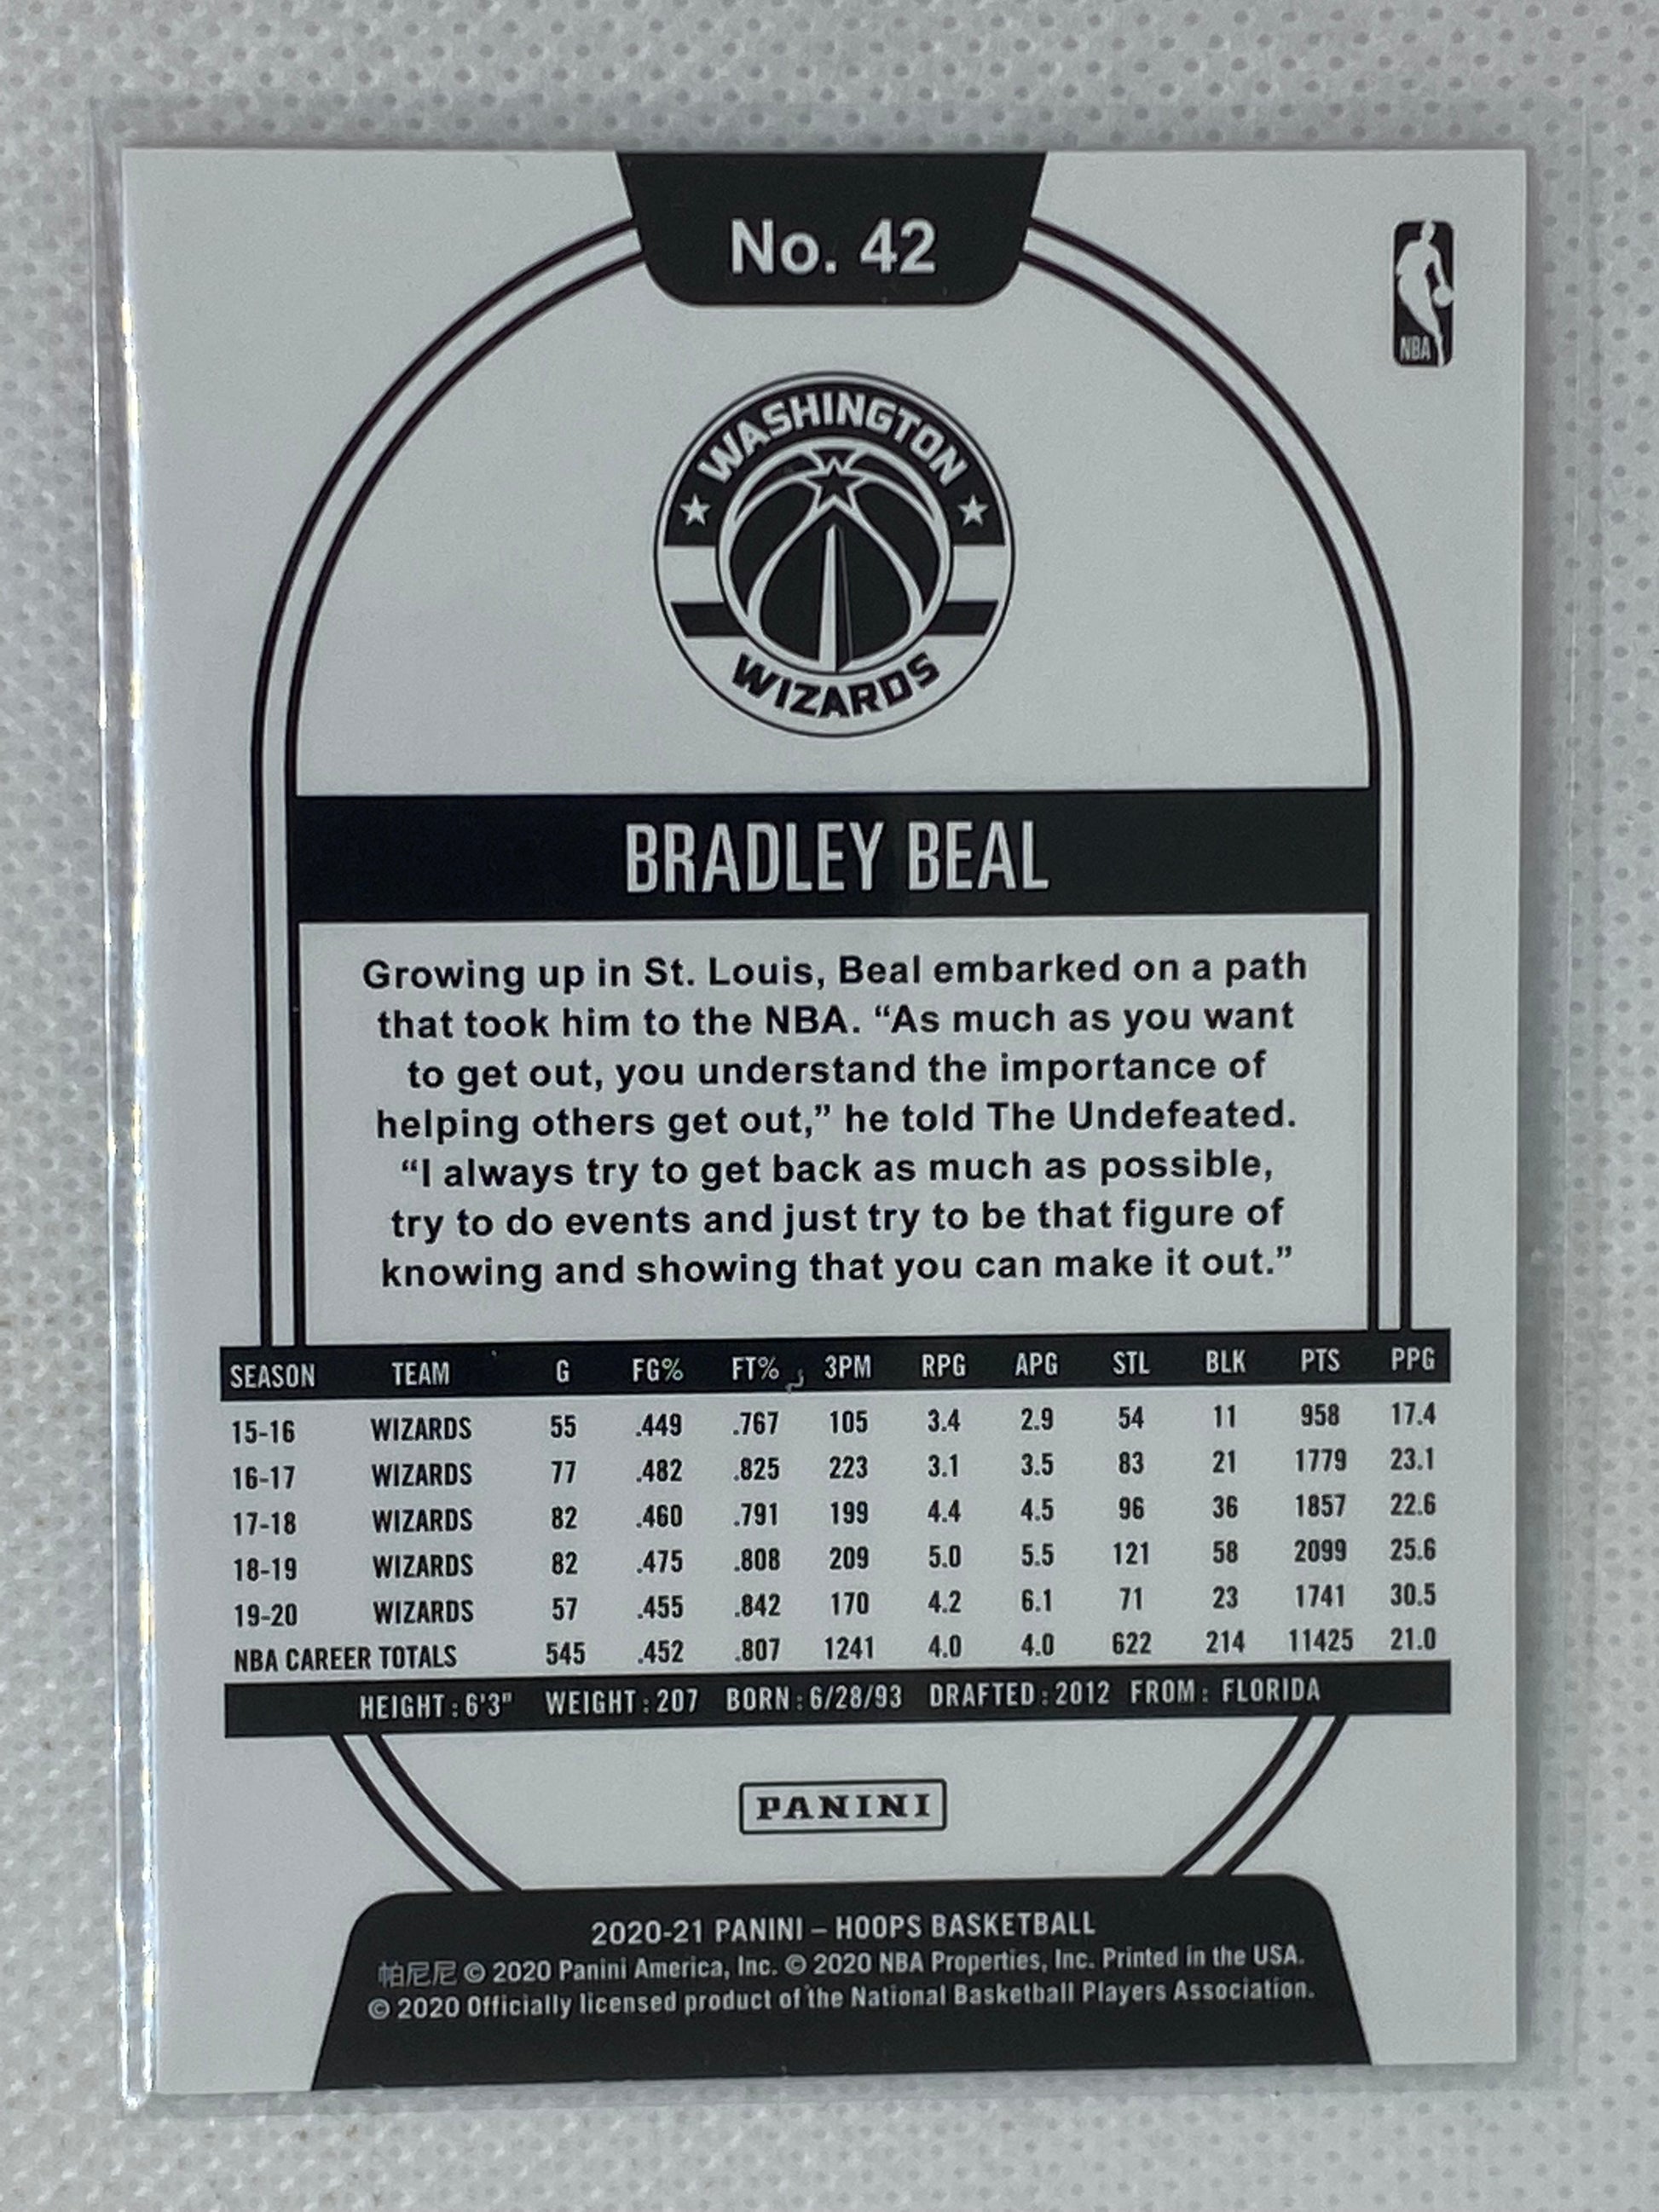 No. 42
NBA
WASHINGTON
WIZARDS
BRADLEY BEAL
Growing up in St. Louis, Beal embarked on a path
that took him to the NBA. “As much as you want
to get out, you understand the importance of
helping others get out,” he told The Undefeated.
“I always try to get back as much as possible,
try to do events and just try to be that figure of
knowing and showing that you can make it out.”
SEASON TEAM G FG% FT% 3PM RPG APG STL BLK PTS PPG
15-16 WIZARDS 55 .449 .767 105 3.4 2.9 54 11 958 17.4
16-17 WIZARDS 77 .482 .825 223 3.1 3.5 83 21 1779 23.1
17-18 WIZARDS 82 .460 .791 199 4.4 4.5 96 36 1857 22.6
18-19 WIZARDS 82 .475 .808 209 5.0 5.5 121 58 2099 25.6
19-20 WIZARDS 57 .455 .842 170 4.2 6.1 71 23 1741 30.5
NBA CAREER TOTALS 545 .452 .807 1241 4.0 4.0 622 214 11425 21.0
HEIGHT: 6'3" WEIGHT: 207 BORN: 6/28/93 DRAFTED: 2012 FROM: FLORIDA
PANINI
2020-21 PANINI – HOOPS BASKETBALL
帕尼尼 © 2020 Panini America, Inc. © 2020 NBA Properties, Inc. Printed in the USA.
© 2020 Officially licensed product of the National Basketball Players Association.